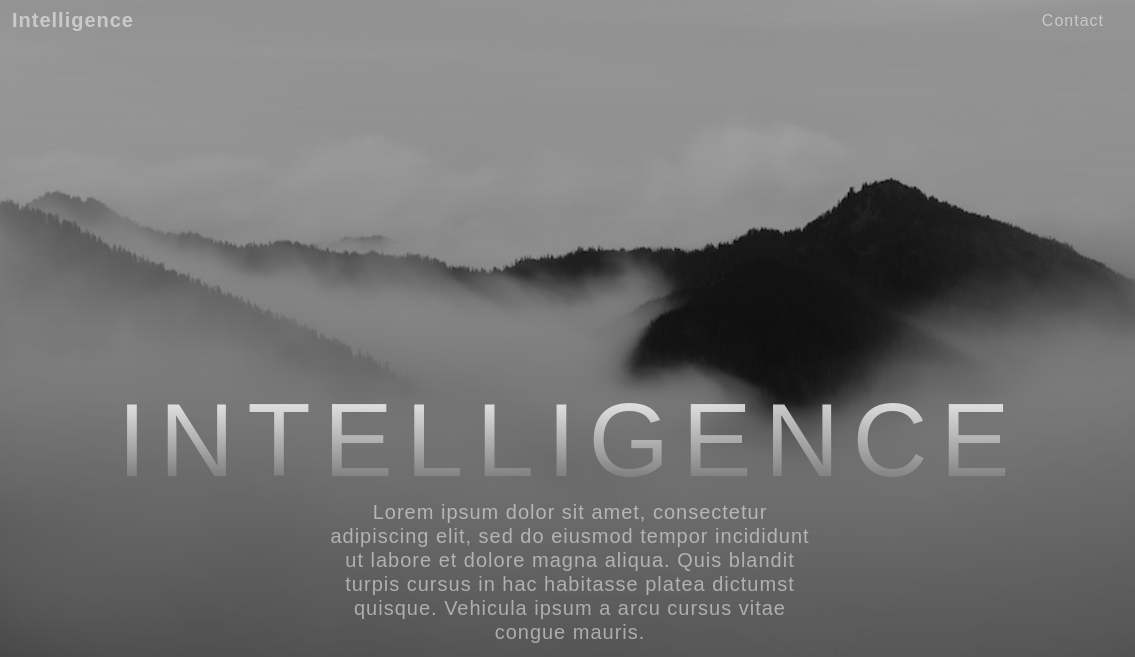 Intelligence
Contact
INTELLIGENCE
Lorem ipsum dolor sit amet, consectetur
adipiscing elit, sed do eiusmod tempor incididunt
ut labore et dolore magna aliqua. Quis blandit
turpis cursus in hac habitasse platea dictumst
quisque. Vehicula ipsum a arcu cursus vitae
congue mauris.